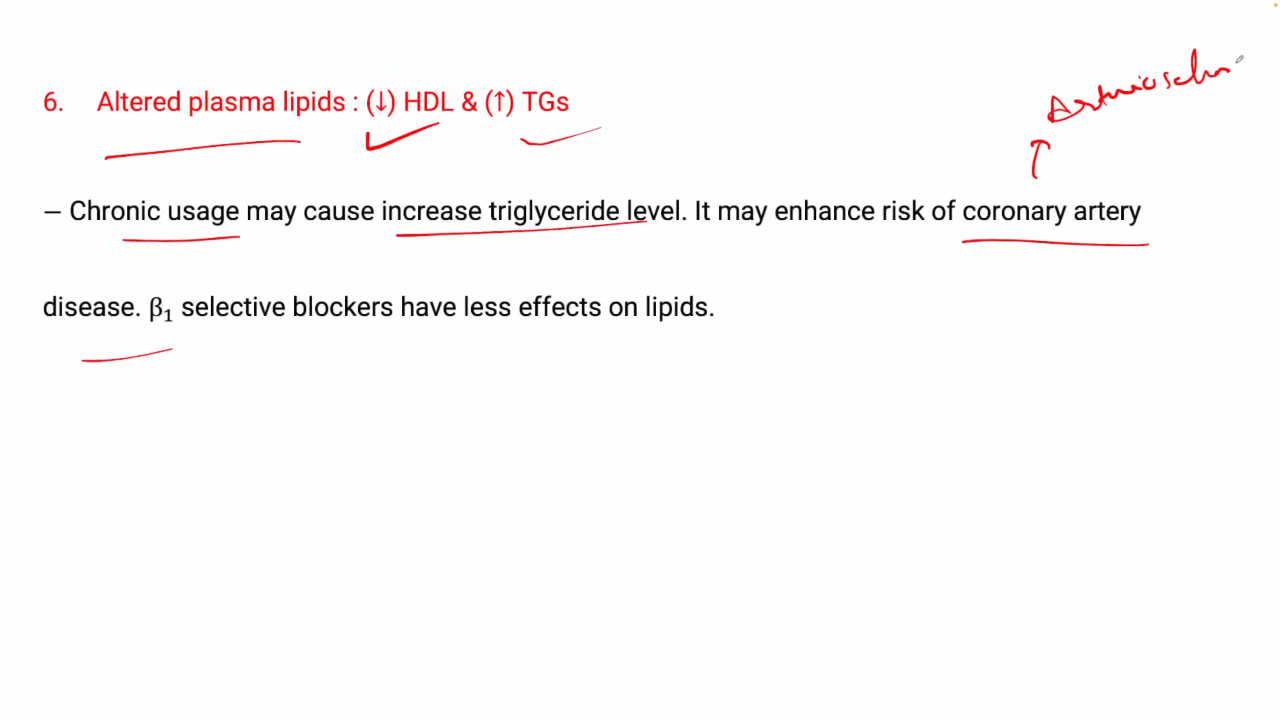 6. Altered plasma lipids : (↓) HDL & (↑) TGs
– Chronic usage may cause increase triglyceride level. It may enhance risk of coronary artery
disease. β₁ selective blockers have less effects on lipids.